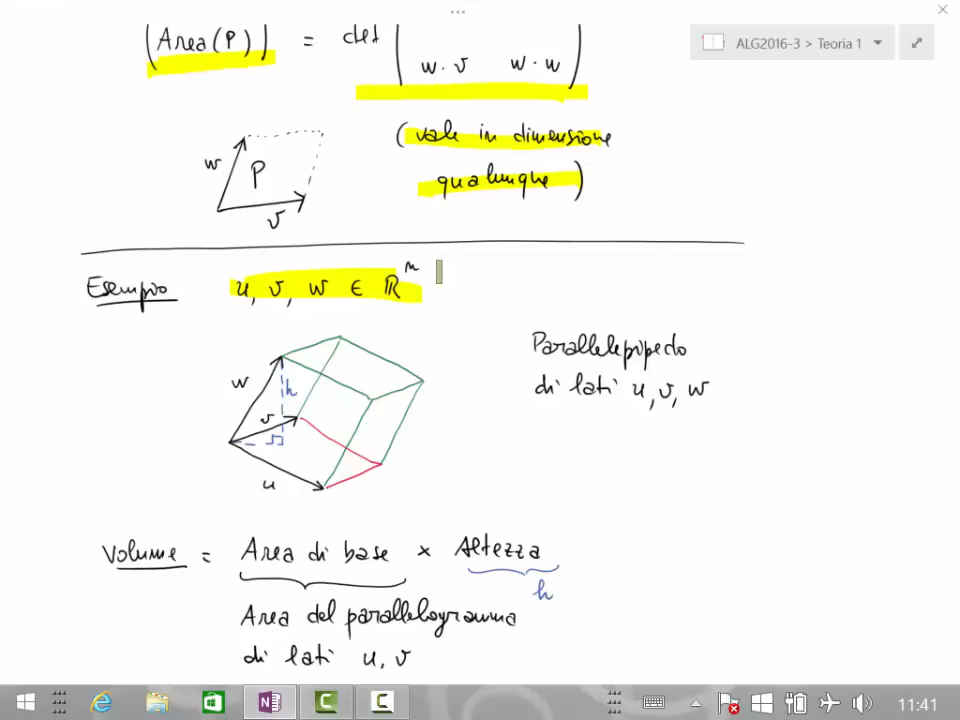 ALG2016-3 > Teoria 1
(Area(P)) = det
w · v w · w
(vale in dimensione
qualunque)
w P
v
Esempio u, v, w ∈ ℝⁿ
Parallelepipedo
di lati u, v, w
w h
v
u
Volume = Area di base × Altezza
h
Area del parallelogramma
di lati u, v
11:41